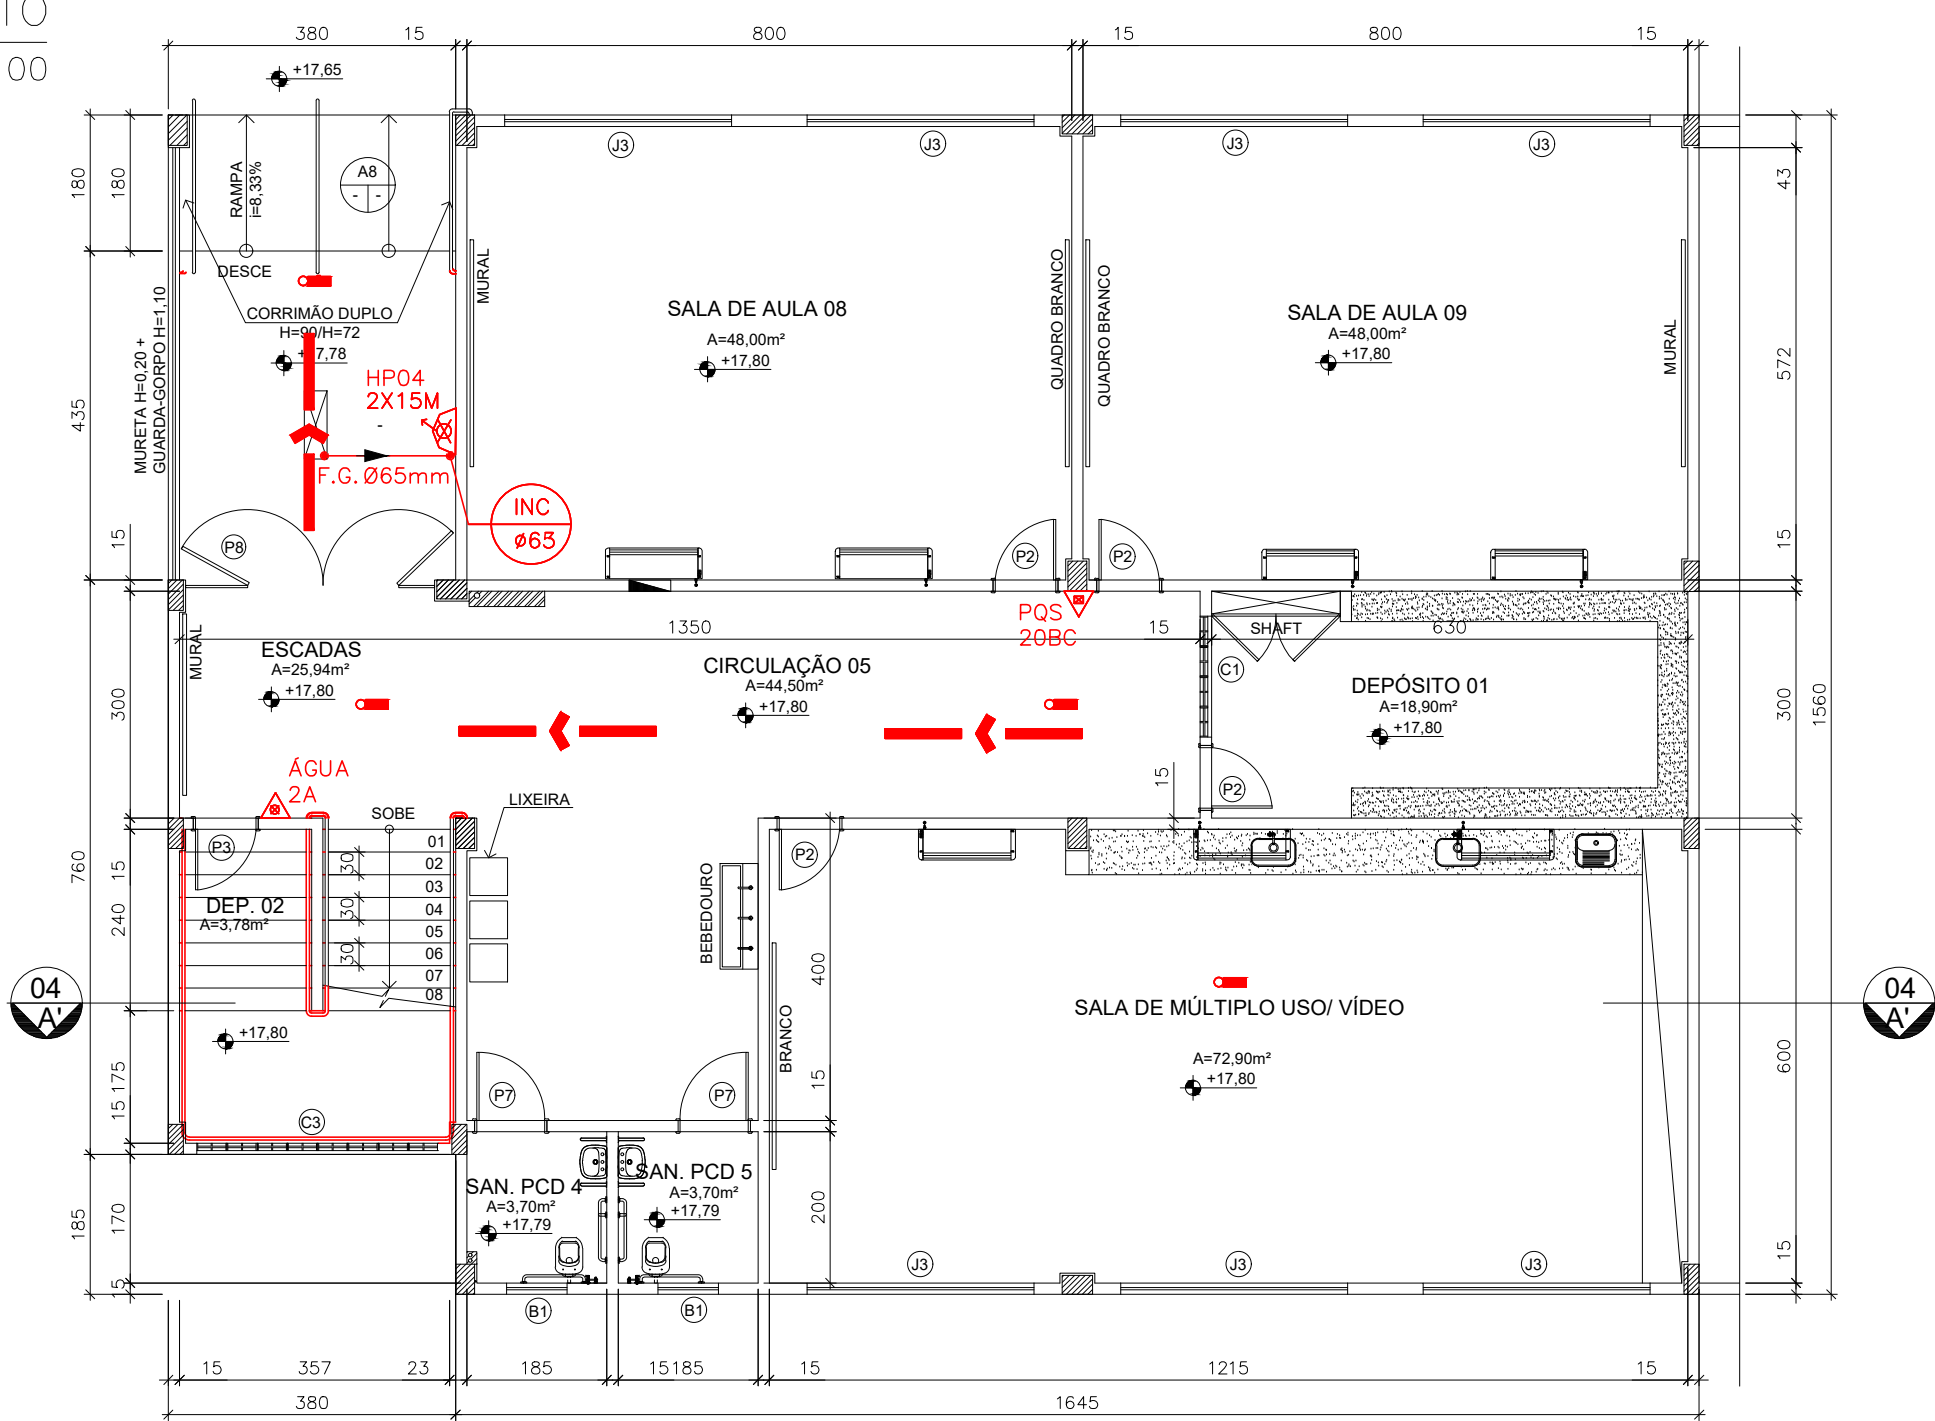 TO
00
380
15
800
15
800
15
+17,65
J3
J3
J3
J3
180
180
RAMPA
i=8,33%
A8
-
-
43
DESCE
MURAL
QUADRO BRANCO
QUADRO BRANCO
MURAL
CORRIMÃO DUPLO
H=90/H=72
SALA DE AULA 08
A=48,00m²
+17,80
SALA DE AULA 09
A=48,00m²
+17,80
572
MURETA H=0,20 +
GUARDA-GORPO H=1,10
435
HP04
2X15M
-
F.G.Ø65mm
INC
ø65
15
P8
P2
P2
15
MURAL
ESCADAS
A=25,94m²
+17,80
1350
CIRCULAÇÃO 05
A=44,50m²
+17,80
PQS
20BC
15
SHAFT
630
C1
DEPÓSITO 01
A=18,90m²
+17,80
300
300
1560
ÁGUA
2A
SOBE
LIXEIRA
15
P2
P3
01
02
03
04
05
06
07
08
30
30
30
DEP. 02
A=3,78m²
BEBEDOURO
P2
760
15
240
400
04
A'
SALA DE MÚLTIPLO USO/ VÍDEO
A=72,90m²
+17,80
04
A'
+17,80
BRANCO
600
175
15
C3
P7
P7
15
SAN. PCD 4
A=3,70m²
+17,79
SAN. PCD 5
A=3,70m²
+17,79
200
185
170
15
J3
J3
J3
15
B1
B1
15
357
23
185
15
185
15
1215
15
380
1645